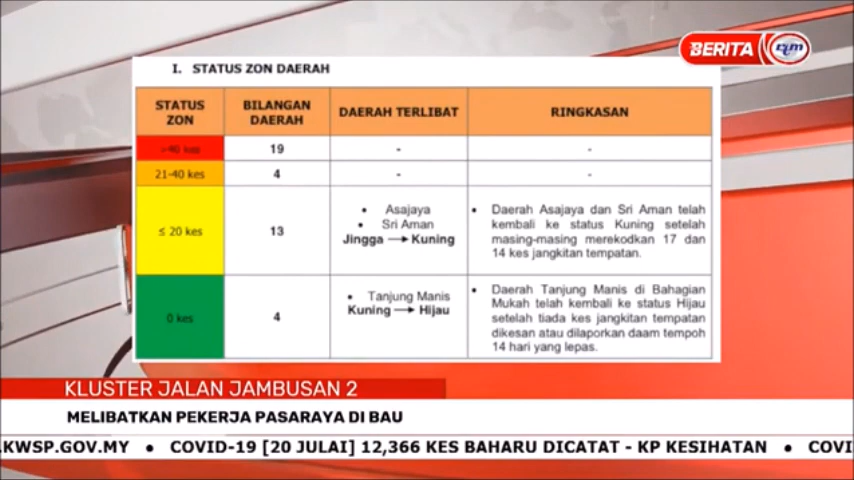 BERITA
I. STATUS ZON DAERAH
STATUS ZON
BILANGAN DAERAH
DAERAH TERLIBAT
RINGKASAN
>40 kes
19
-
-
21-40 kes
4
-
-
≤ 20 kes
13
• Asajaya
• Sri Aman
Jingga → Kuning
• Daerah Asajaya dan Sri Aman telah
kembali ke status Kuning setelah
masing-masing merekodkan 17 dan
14 kes jangkitan tempatan.
0 kes
4
• Tanjung Manis
Kuning → Hijau
• Daerah Tanjung Manis di Bahagian
Mukah telah kembali ke status Hijau
setelah tiada kes jangkitan tempatan
dikesan atau dilaporkan daam tempoh
14 hari yang lepas.
KLUSTER JALAN JAMBUSAN 2
MELIBATKAN PEKERJA PASARAYA DI BAU
.KWSP.GOV.MY • COVID-19 [20 JULAI] 12,366 KES BAHARU DICATAT - KP KESIHATAN • COVI